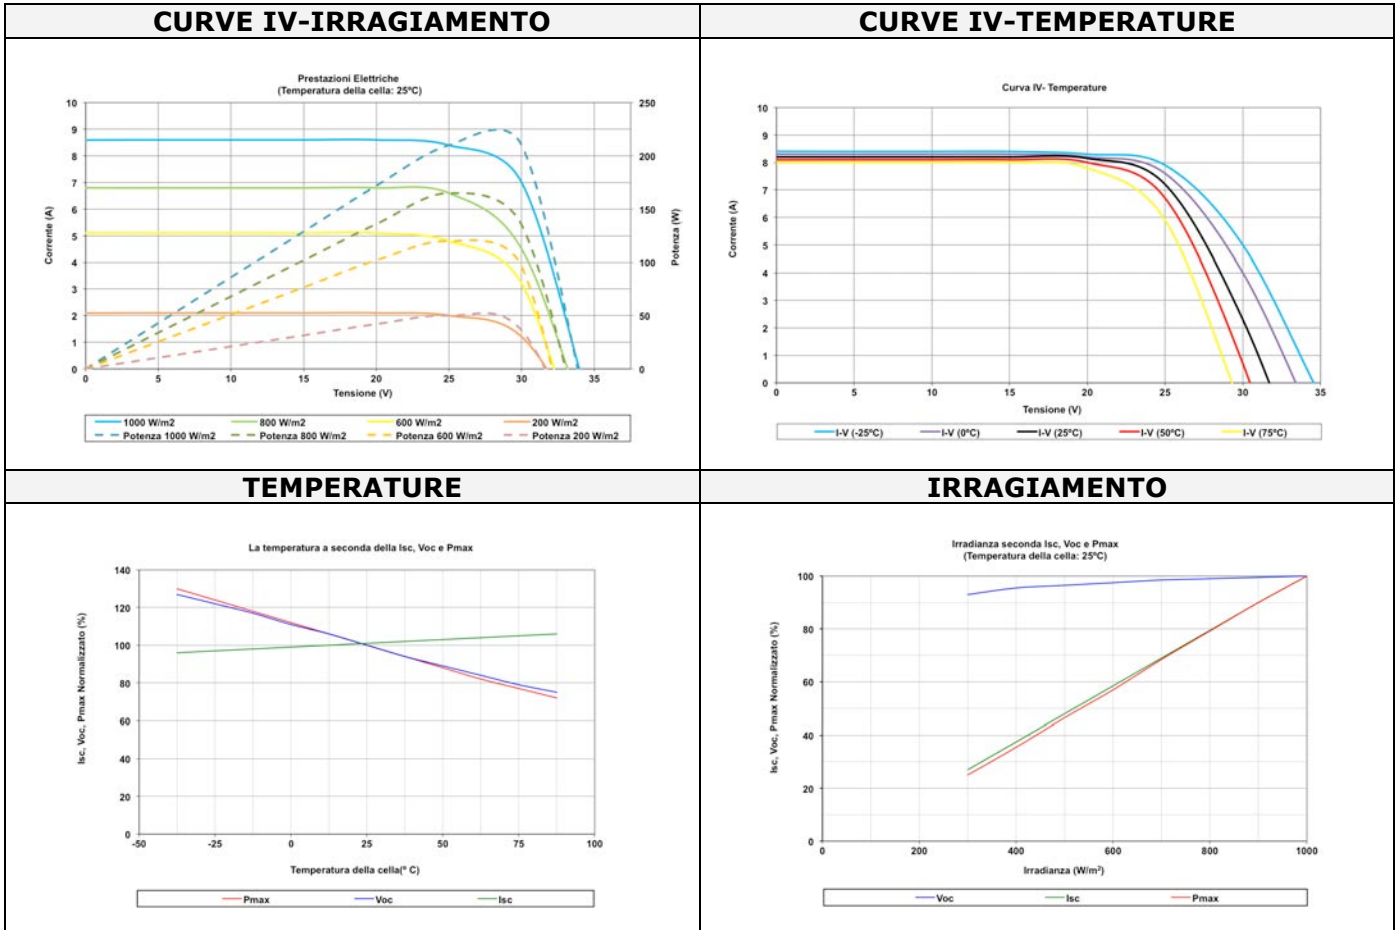 CURVE IV-IRRAGIAMENTO
CURVE IV-TEMPERATURE
Prestazioni Elettriche
(Temperatura della cella: 25ºC)
10
9
8
7
6
5
4
3
2
1
0
250
200
150
100
50
0
0 5 10 15 20 25 30 35
Corrente (A)
Potenza (W)
Tensione (V)
1000 W/m2 800 W/m2 600 W/m2 200 W/m2
Potenza 1000 W/m2 Potenza 800 W/m2 Potenza 600 W/m2 Potenza 200 W/m2
Curva IV- Temperature
10
9
8
7
6
5
4
3
2
1
0
0 5 10 15 20 25 30 35
Corrente (A)
Tensione (V)
I-V (-25ºC) I-V (0ºC) I-V (25ºC) I-V (50ºC) I-V (75ºC)
TEMPERATURE
IRRAGIAMENTO
La temperatura a seconda della Isc, Voc e Pmax
140
120
100
80
60
40
20
0
-50 -25 0 25 50 75 100
Isc, Voc, Pmax Normalizzato (%)
Temperatura della cella(º C)
Pmax Voc Isc
Irradianza seconda Isc, Voc e Pmax
(Temperatura della cella: 25ºC)
100
80
60
40
20
0
0 200 400 600 800 1000
Isc, Voc, Pmax Normalizzato (%)
Irradianza (W/m²)
Voc Isc Pmax